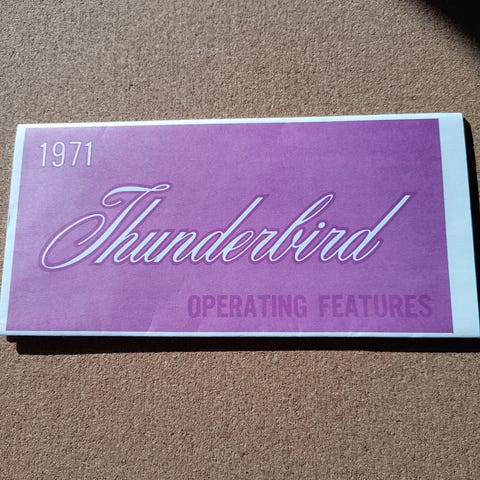 1971
Thunderbird
OPERATING FEATURES